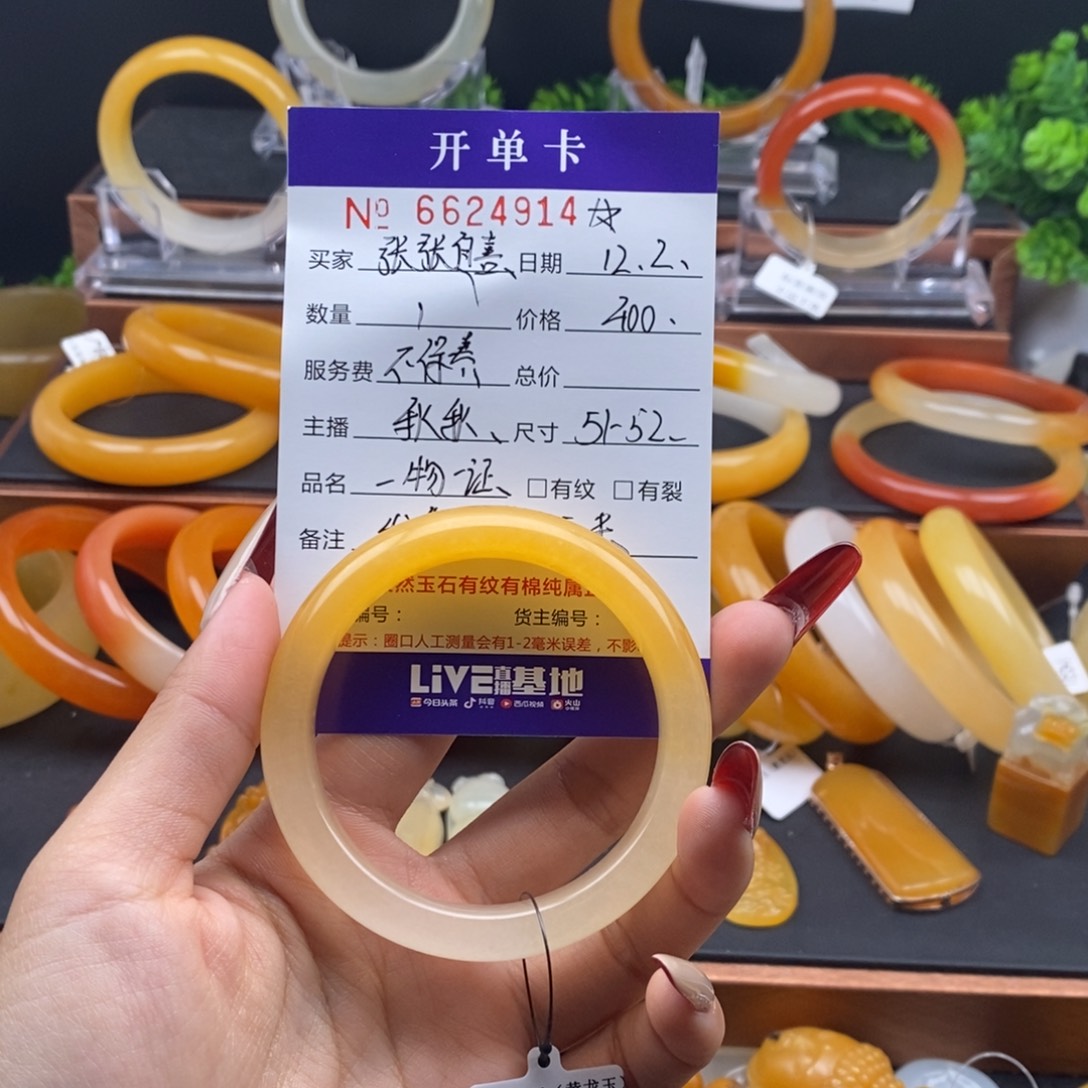 开单卡
№ 6624914
买家 张张自喜、 日期 12.2、
数量 1 价格 400、
服务费 不保养 总价
主播 秋秋、 尺寸 51-52
品名 一物一证、 □有纹 □有裂
备注
然玉石有纹有棉纯属
编号： 货主编号：
提示：圈口人工测量会有1-2毫米误差，不影
LiVE直播基地
今日头条 抖音 西瓜视频 火山
（黄龙玉）